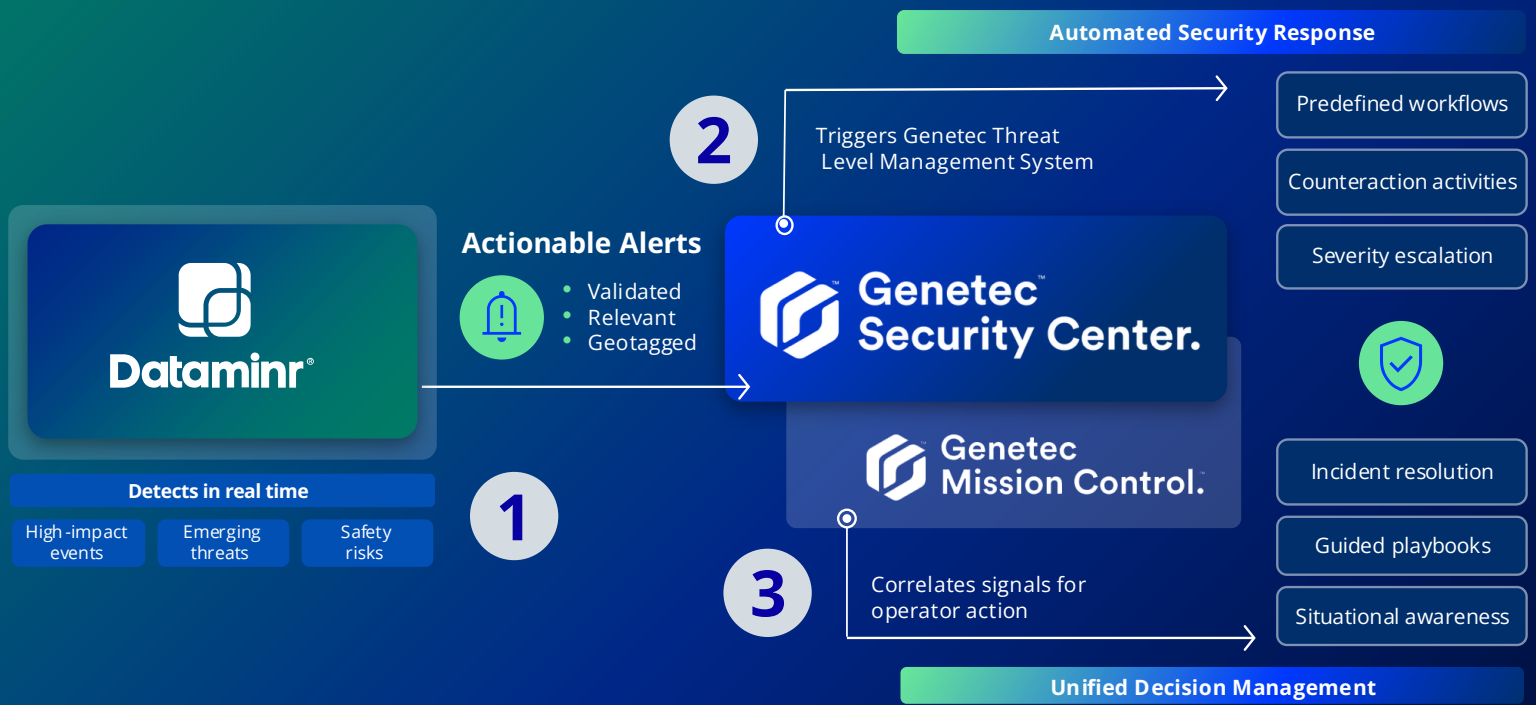 Automated Security Response
2
Triggers Genetec Threat
Level Management System
Predefined workflows
Counteraction activities
Severity escalation
Dataminr®
Actionable Alerts
• Validated
• Relevant
• Geotagged
Genetec™
Security Center.
Genetec
Mission Control.™
Detects in real time
High-impact
events
Emerging
threats
Safety
risks
1
3
Correlates signals for
operator action
Incident resolution
Guided playbooks
Situational awareness
Unified Decision Management